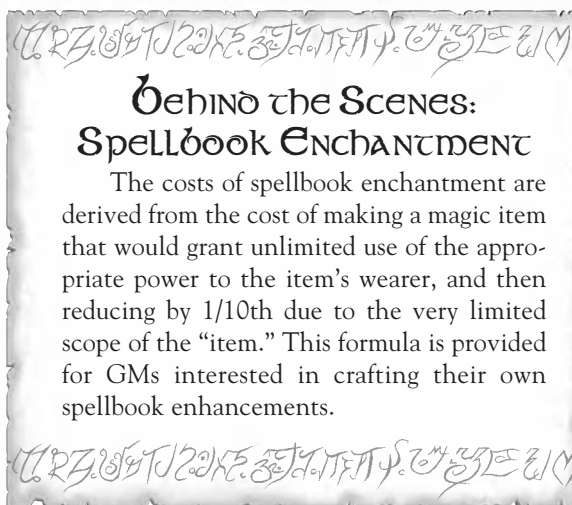 Behind the Scenes:
Spellbook Enchantment
The costs of spellbook enchantment are
derived from the cost of making a magic item
that would grant unlimited use of the appro-
priate power to the item’s wearer, and then
reducing by 1/10th due to the very limited
scope of the “item.” This formula is provided
for GMs interested in crafting their own
spellbook enhancements.